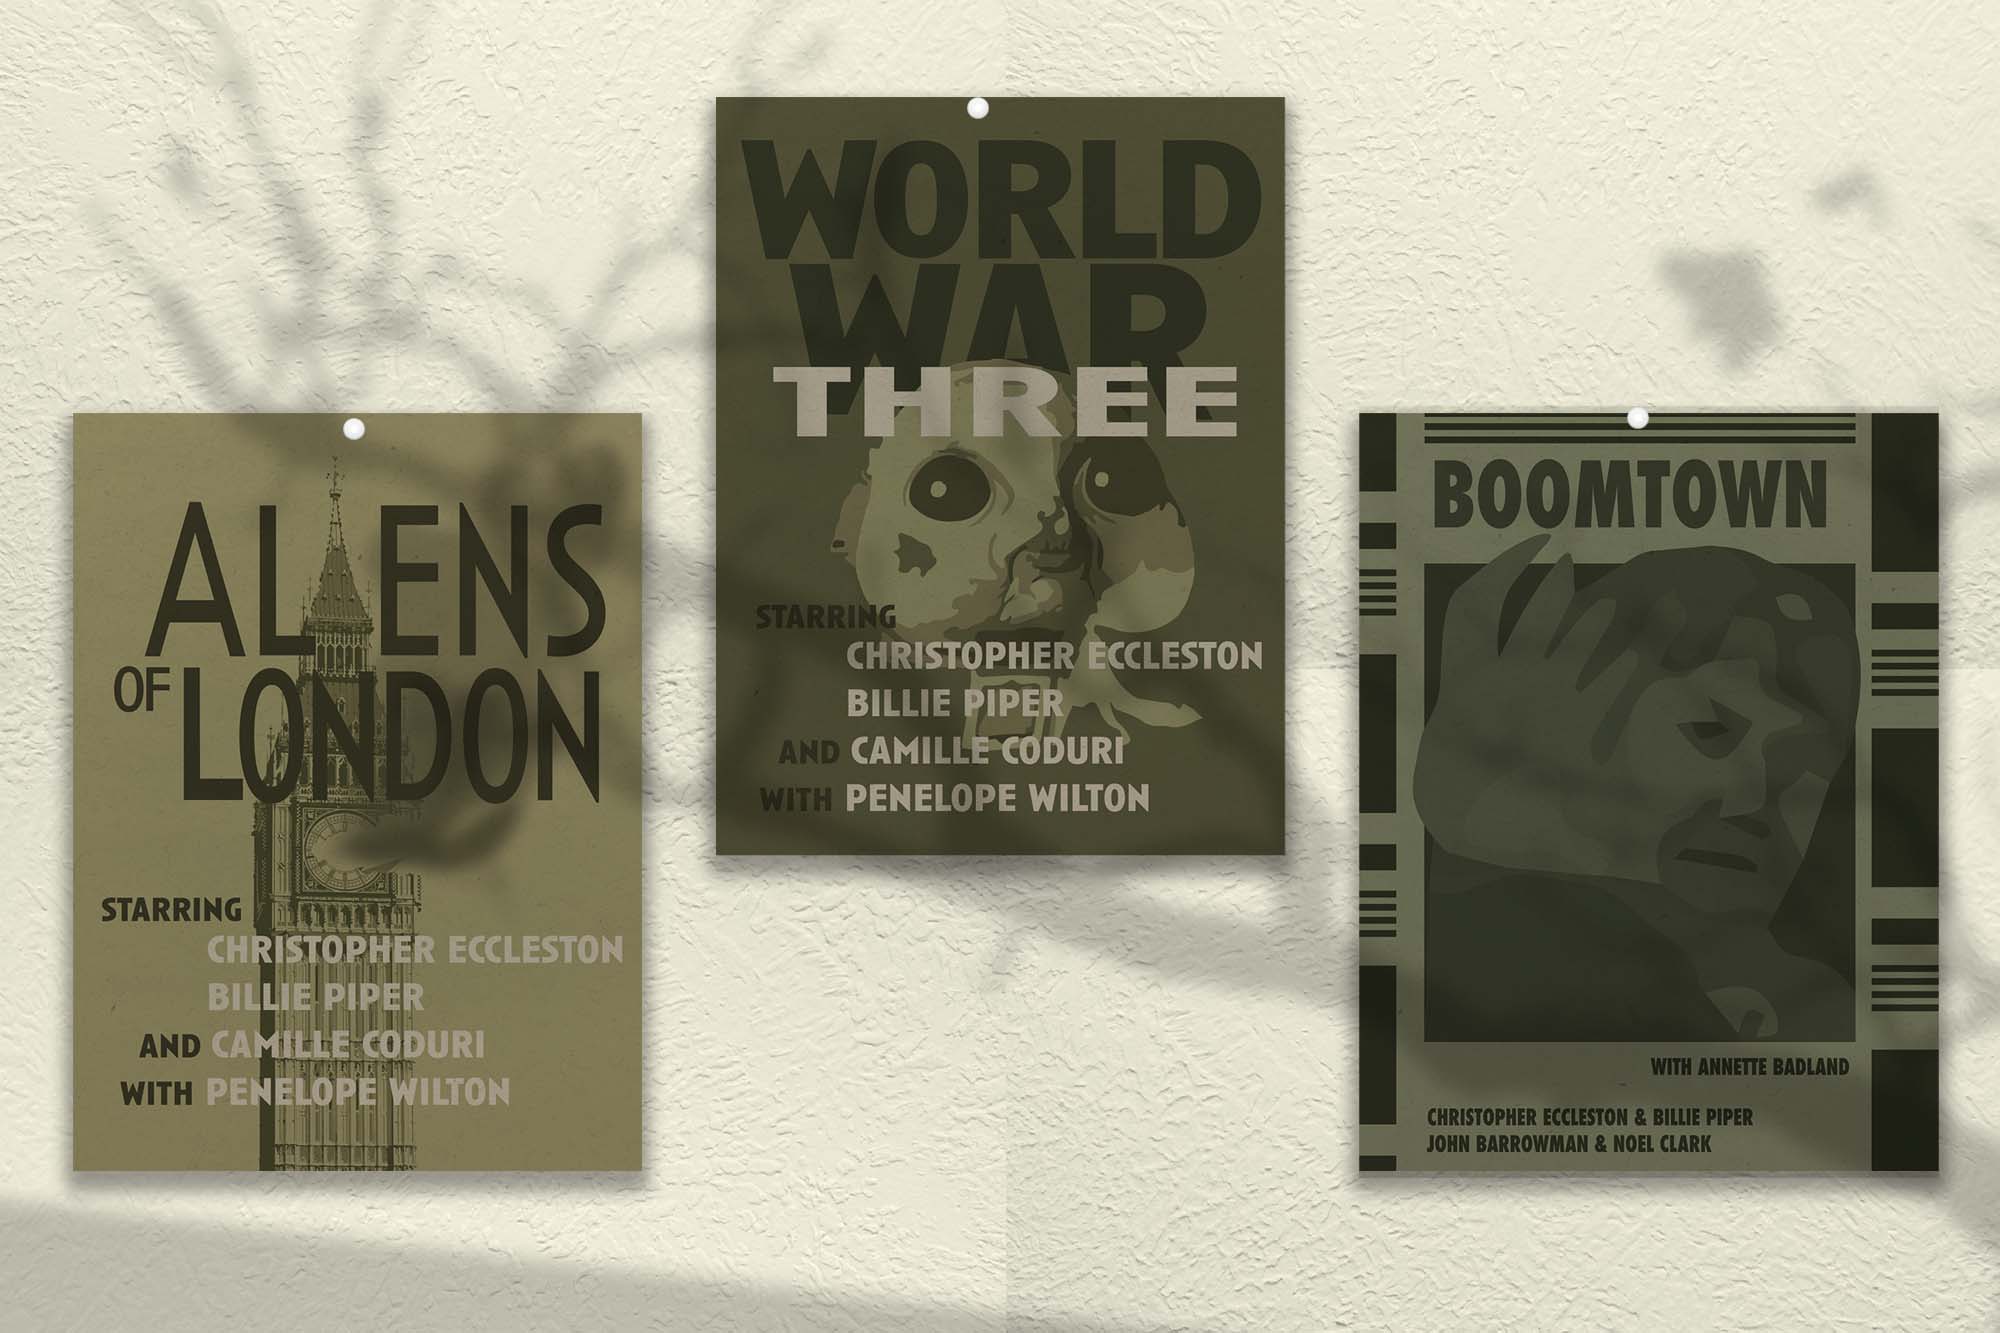 ALIENS
OF LONDON
STARRING
CHRISTOPHER ECCLESTON
BILLIE PIPER
AND CAMILLE CODURI
WITH PENELOPE WILTON
WORLD
WAR
THREE
STARRING
CHRISTOPHER ECCLESTON
BILLIE PIPER
AND CAMILLE CODURI
WITH PENELOPE WILTON
BOOMTOWN
WITH ANNETTE BADLAND
CHRISTOPHER ECCLESTON & BILLIE PIPER
JOHN BARROWMAN & NOEL CLARK